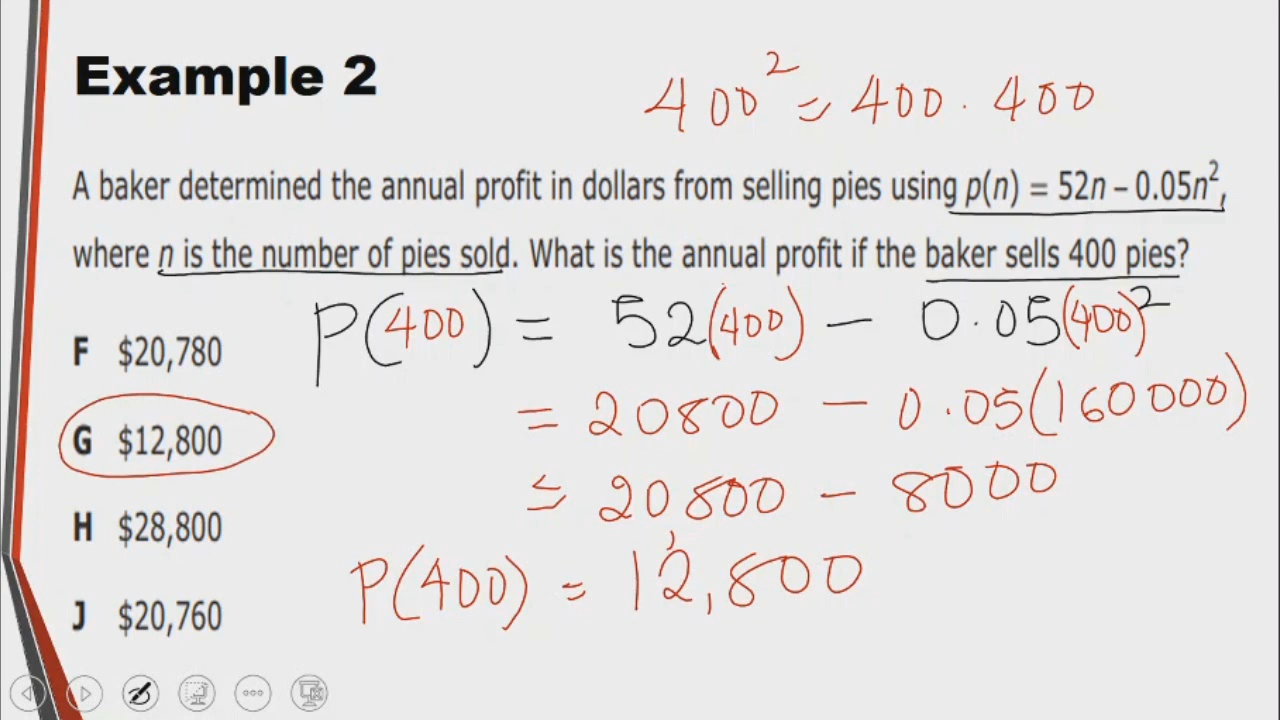 Example 2
400² = 400 · 400
A baker determined the annual profit in dollars from selling pies using p(n) = 52n – 0.05n²,
where n is the number of pies sold. What is the annual profit if the baker sells 400 pies?
P(400) = 52(400) – 0.05(400)²
F $20,780
= 20800 – 0.05(160000)
G $12,800
= 20800 – 8000
H $28,800
P(400) = 12,800
J $20,760